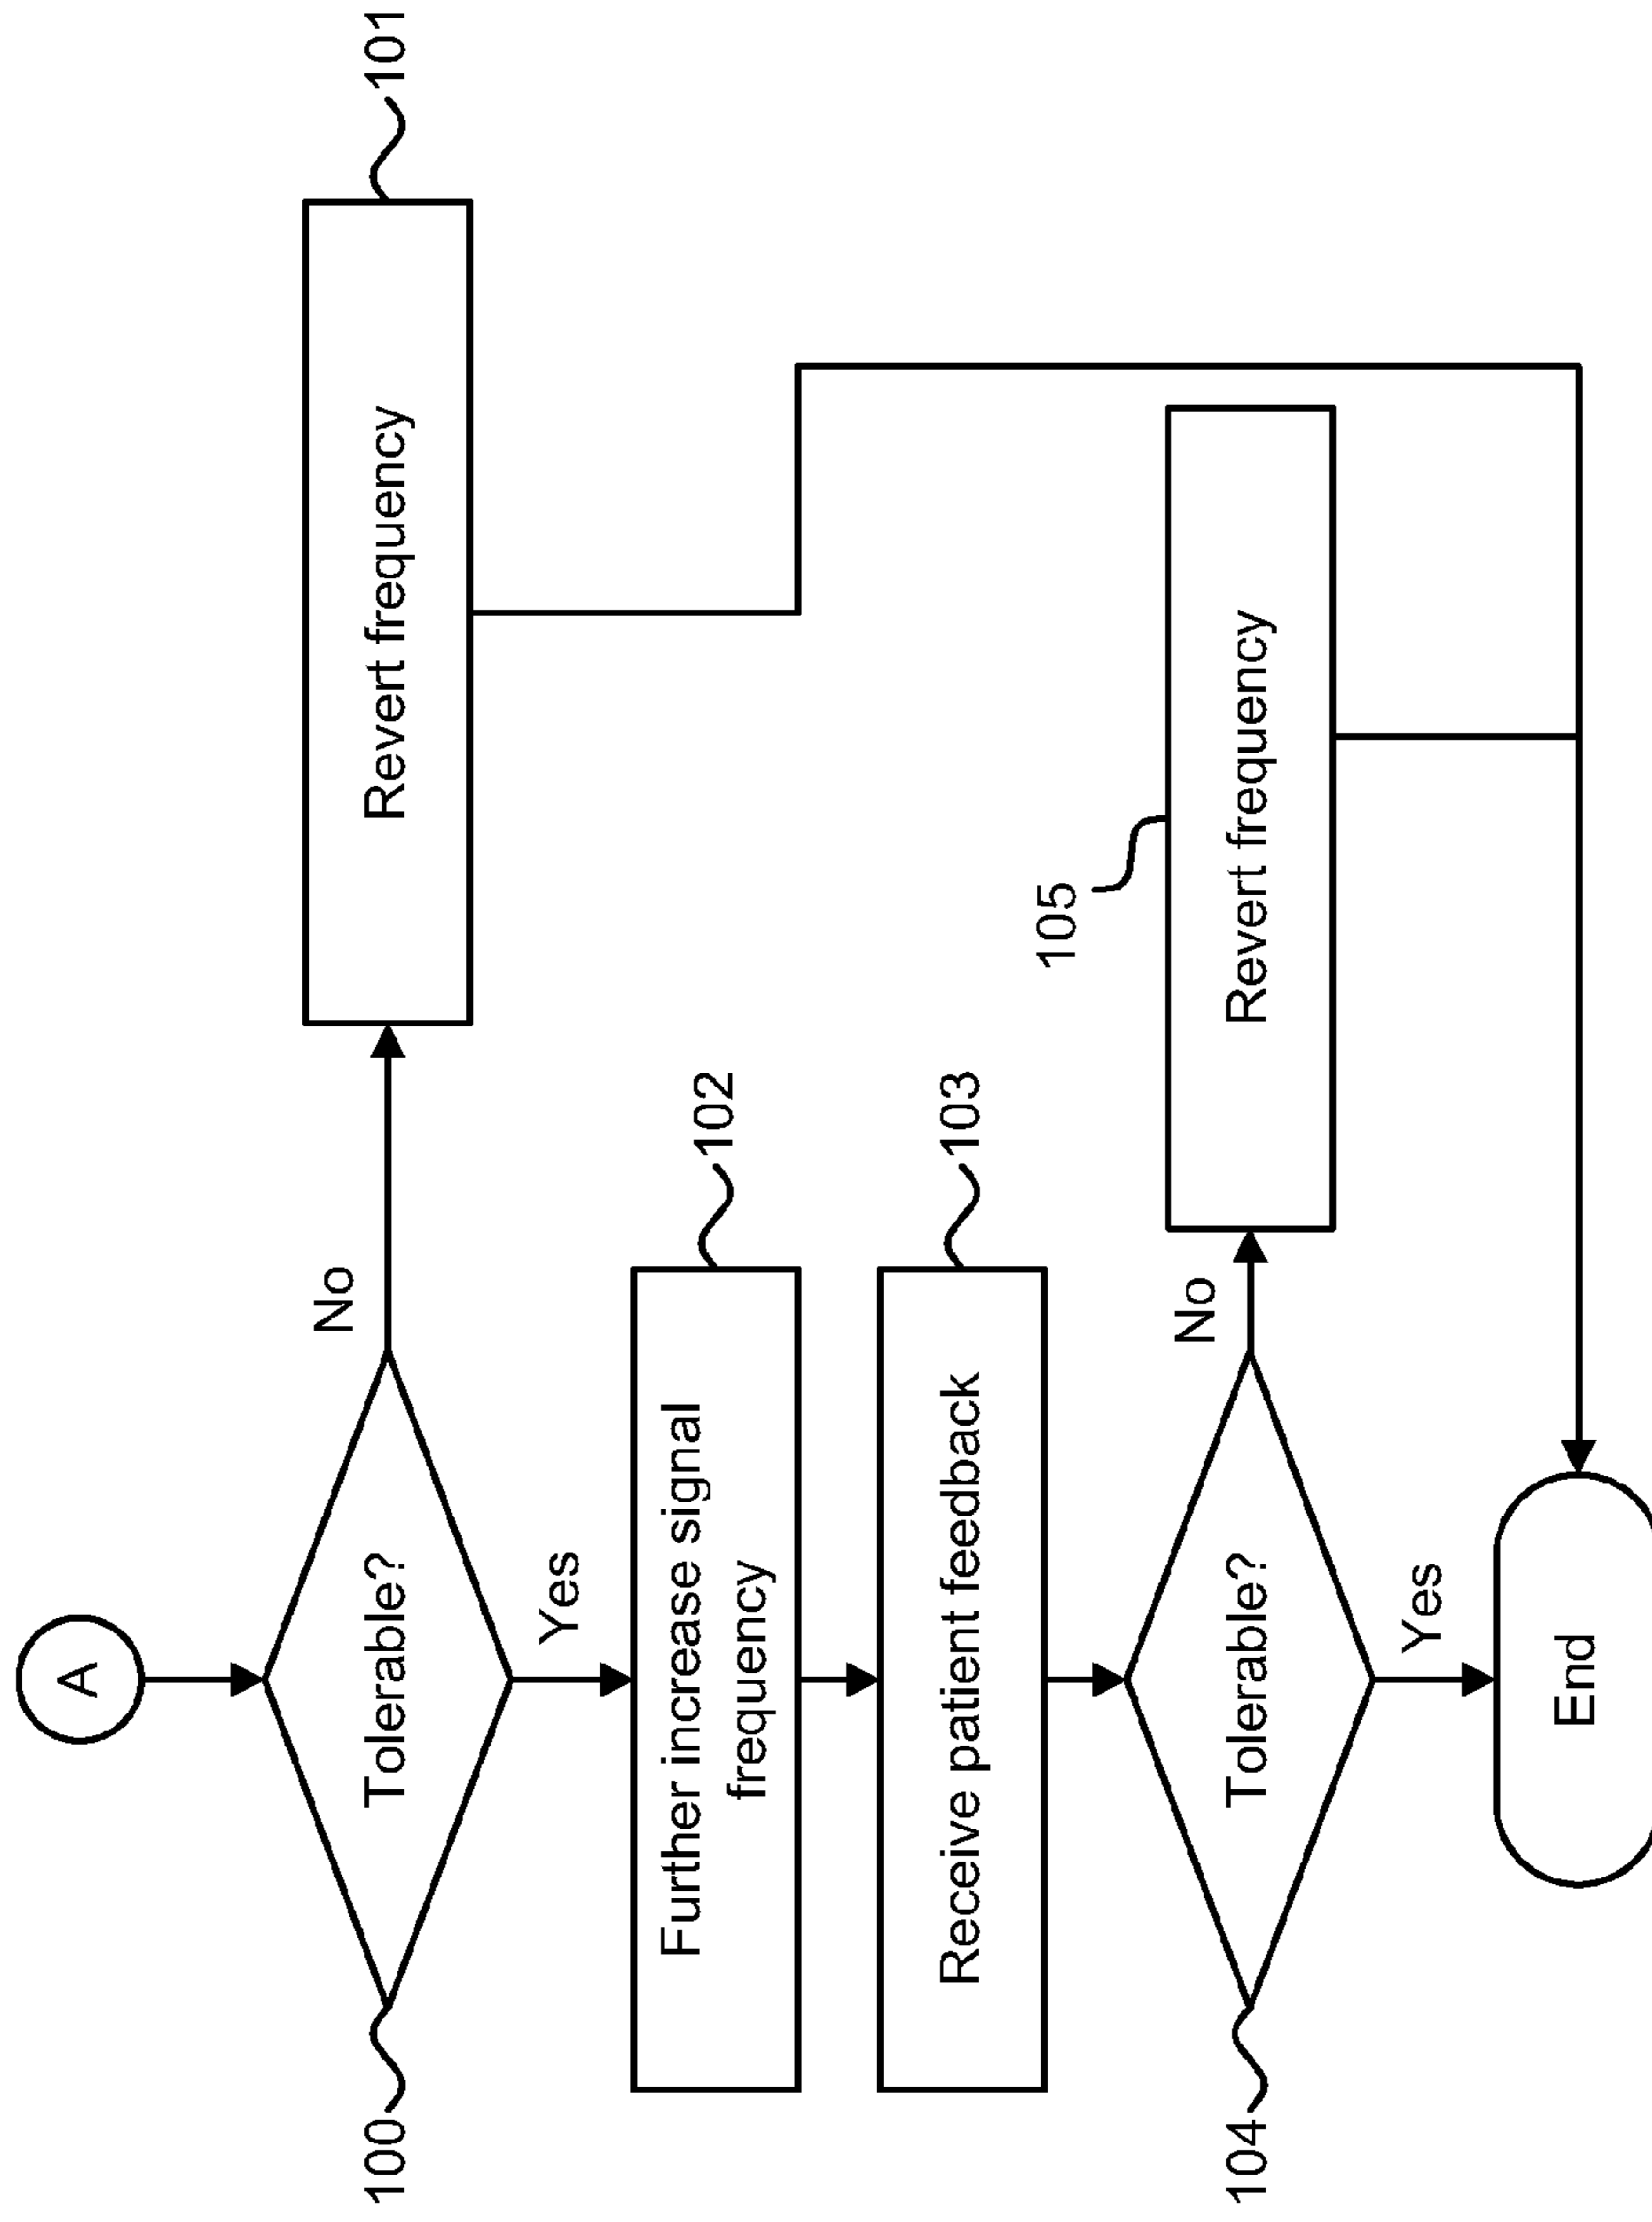 A
100
Tolerable?
No
Revert frequency
101
Yes
Further increase signal
frequency
102
Receive patient feedback
103
104
Tolerable?
No
105
Revert frequency
Yes
End